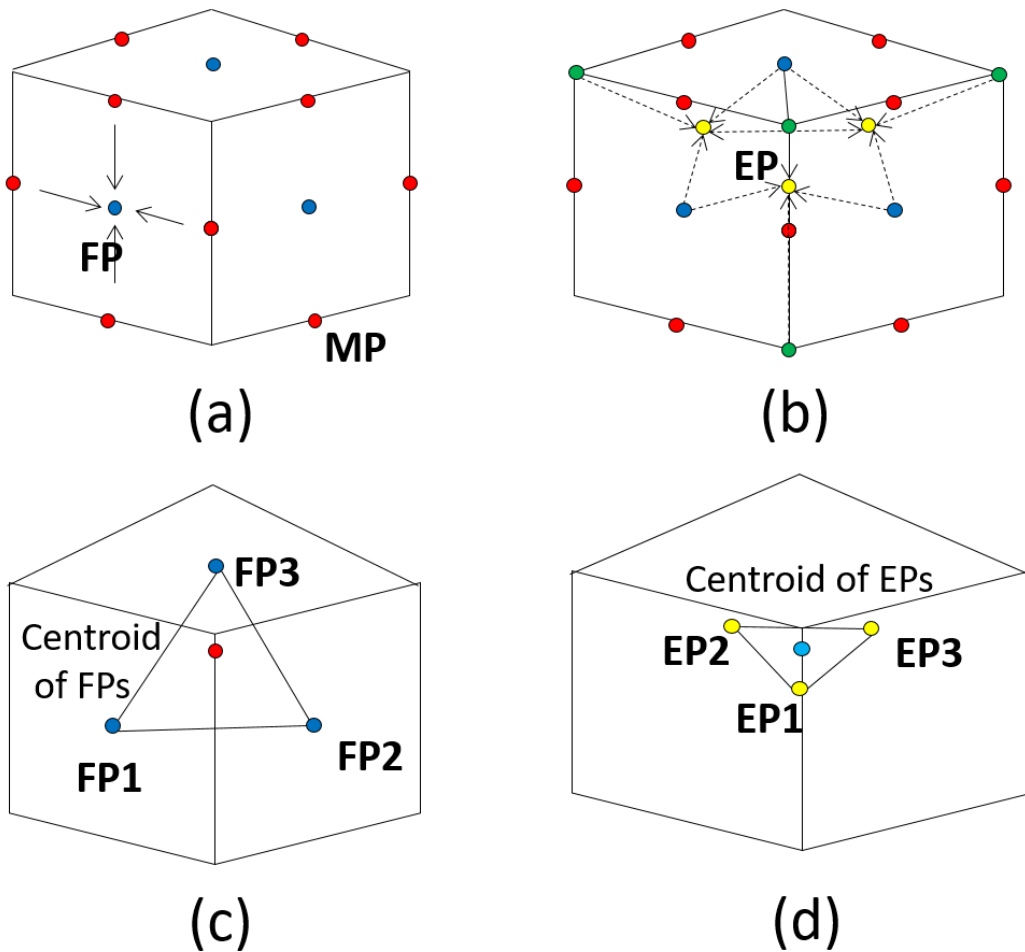 FP
MP
(a)
EP
(b)
FP3
Centroid
of FPs
FP1
FP2
(c)
Centroid of EPs
EP2
EP3
EP1
(d)